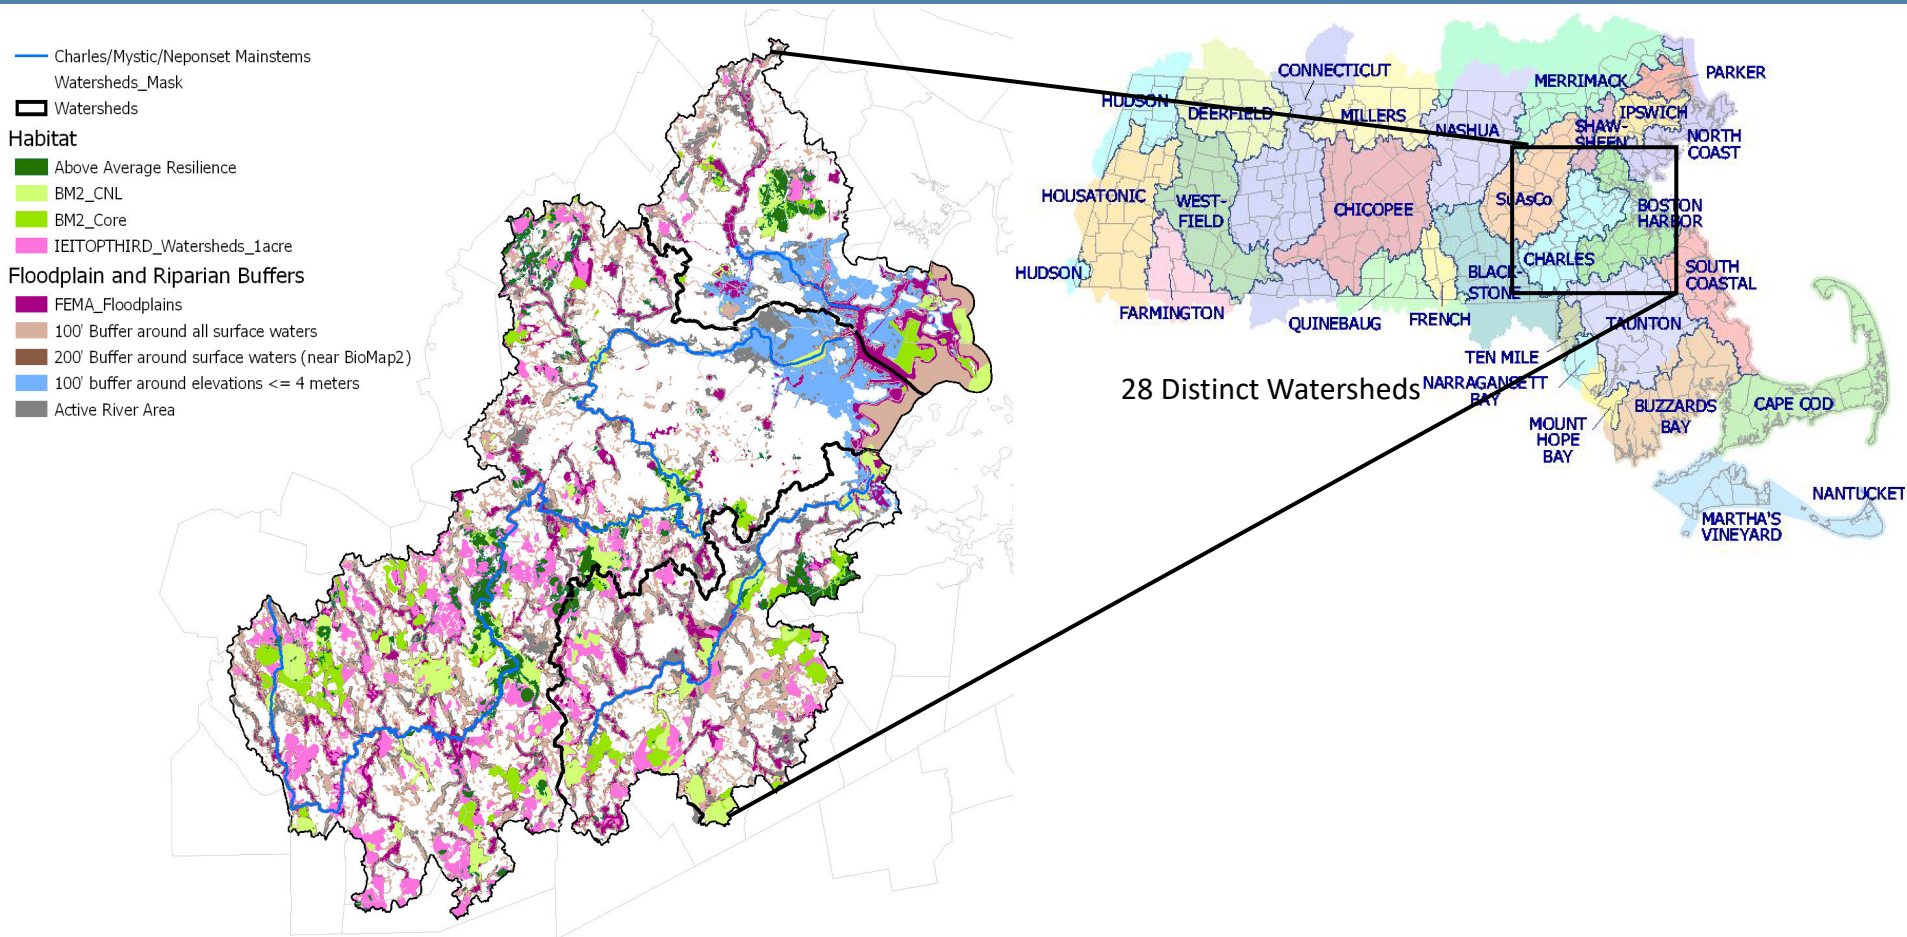 Charles/Mystic/Neponset Mainstems
Watersheds_Mask
Watersheds
Habitat
Above Average Resilience
BM2_CNL
BM2_Core
IEITOPTHIRD_Watersheds_1acre
Floodplain and Riparian Buffers
FEMA_Floodplains
100' Buffer around all surface waters
200' Buffer around surface waters (near BioMap2)
100' buffer around elevations <= 4 meters
Active River Area
CONNECTICUT
MERRIMACK
PARKER
HUDSON
DEERFIELD
MILLERS
NASHUA
SHAW-
SHEEN
IPSWICH
NORTH
COAST
HOUSATONIC
WEST-
FIELD
CHICOPEE
SuAsCo
BOSTON
HARBOR
HUDSON
FARMINGTON
QUINEBAUG
FRENCH
BLACK-
STONE
CHARLES
SOUTH
COASTAL
TAUNTON
TEN MILE
NARRAGANSETT
BAY
28 Distinct Watersheds
MOUNT
HOPE
BAY
BUZZARDS
BAY
CAPE COD
MARTHA'S
VINEYARD
NANTUCKET